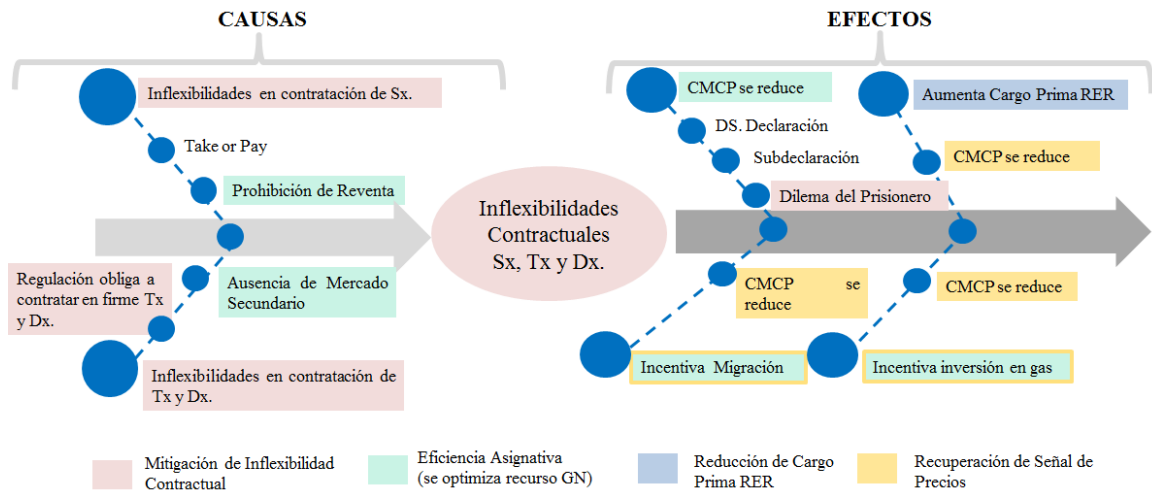 CAUSAS
Inflexibilidades en contratación de Sx.
Take or Pay
Prohibición de Reventa
Regulación obliga a
contratar en firme Tx
y Dx.
Ausencia de Mercado
Secundario
Inflexibilidades en contratación de
Tx y Dx.
Inflexibilidades
Contractuales
Sx, Tx y Dx.
EFECTOS
CMCP se reduce
DS. Declaración
Subdeclaración
Dilema del Prisionero
Aumenta Cargo Prima RER
CMCP se reduce
CMCP se
reduce
CMCP se reduce
Incentiva Migración
Incentiva inversión en gas
Mitigación de Inflexibilidad
Contractual
Eficiencia Asignativa
(se optimiza recurso GN)
Reducción de Cargo
Prima RER
Recuperación de Señal de
Precios